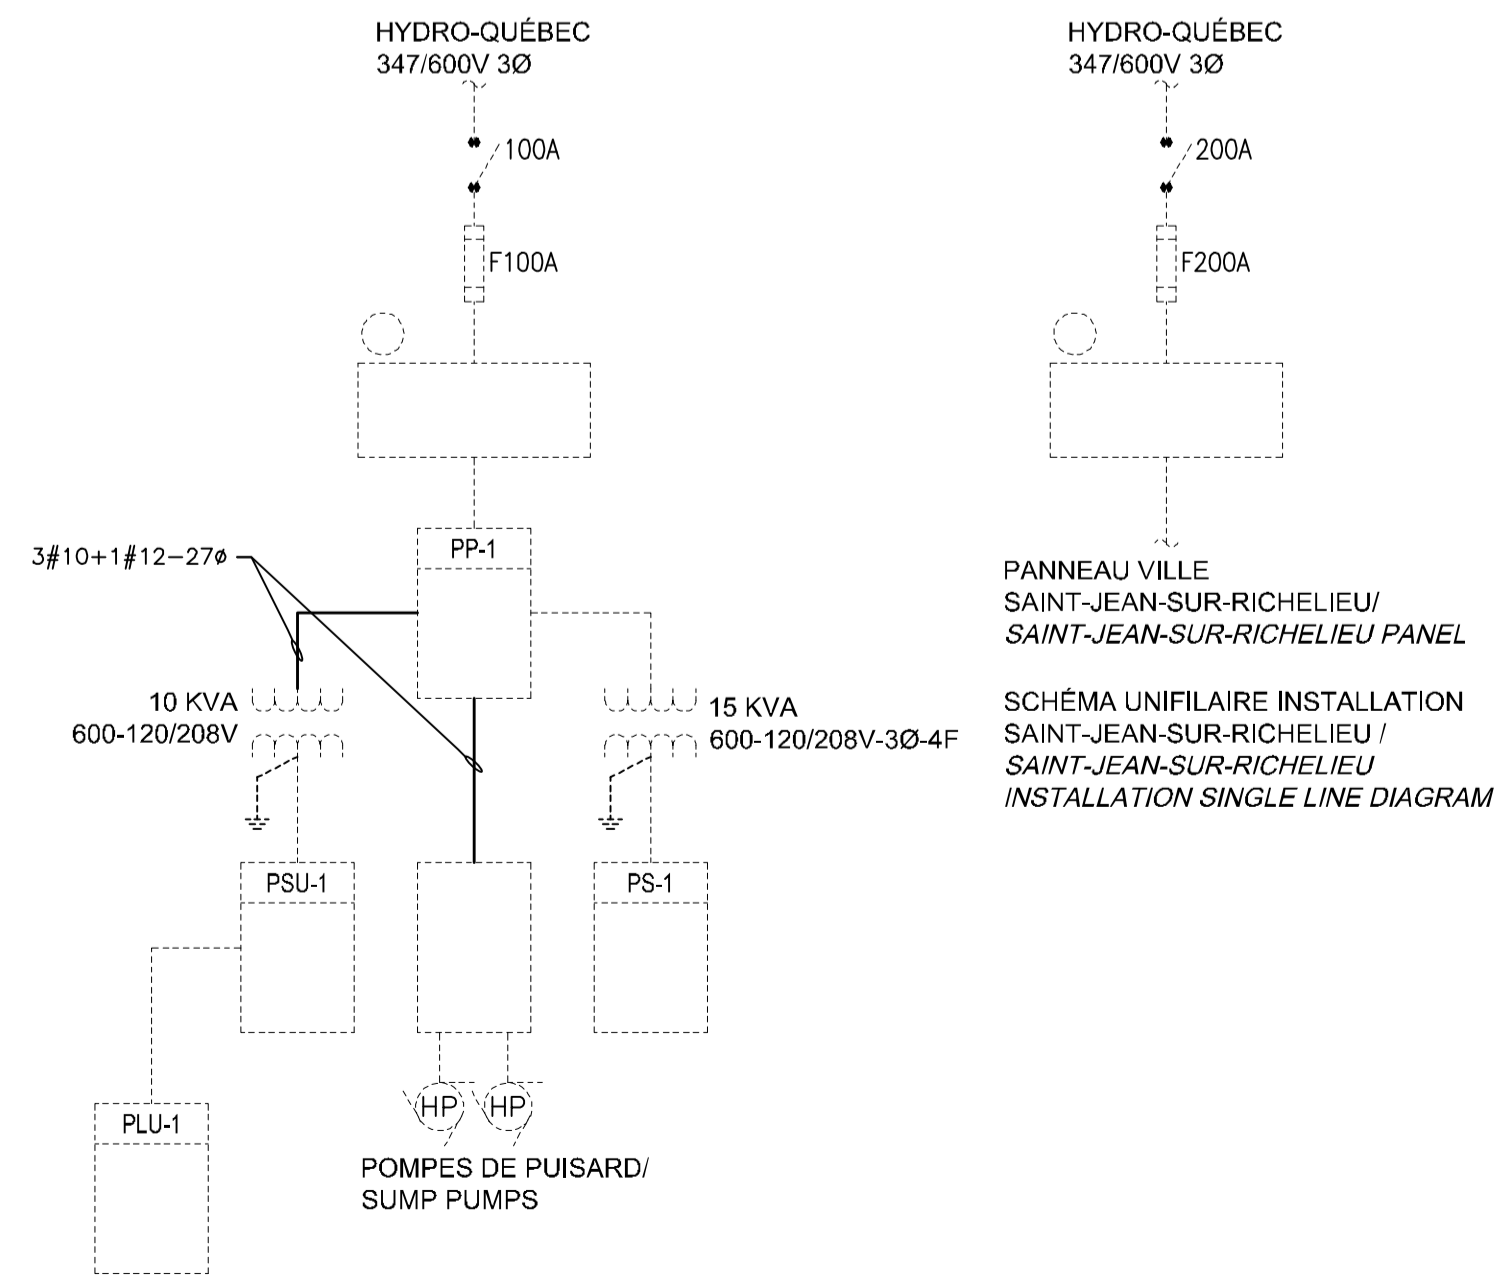 HYDRO-QUÉBEC
347/600V 3Ø
100A
F100A
HYDRO-QUÉBEC
347/600V 3Ø
200A
F200A
3#10+1#12-27ø
PP-1
PANNEAU VILLE
SAINT-JEAN-SUR-RICHELIEU/
SAINT-JEAN-SUR-RICHELIEU PANEL
10 KVA
600-120/208V
15 KVA
600-120/208V-3Ø-4F
SCHÉMA UNIFILAIRE INSTALLATION
SAINT-JEAN-SUR-RICHELIEU /
SAINT-JEAN-SUR-RICHELIEU
INSTALLATION SINGLE LINE DIAGRAM
PSU-1
PS-1
PLU-1
HP
HP
POMPES DE PUISARD/
SUMP PUMPS